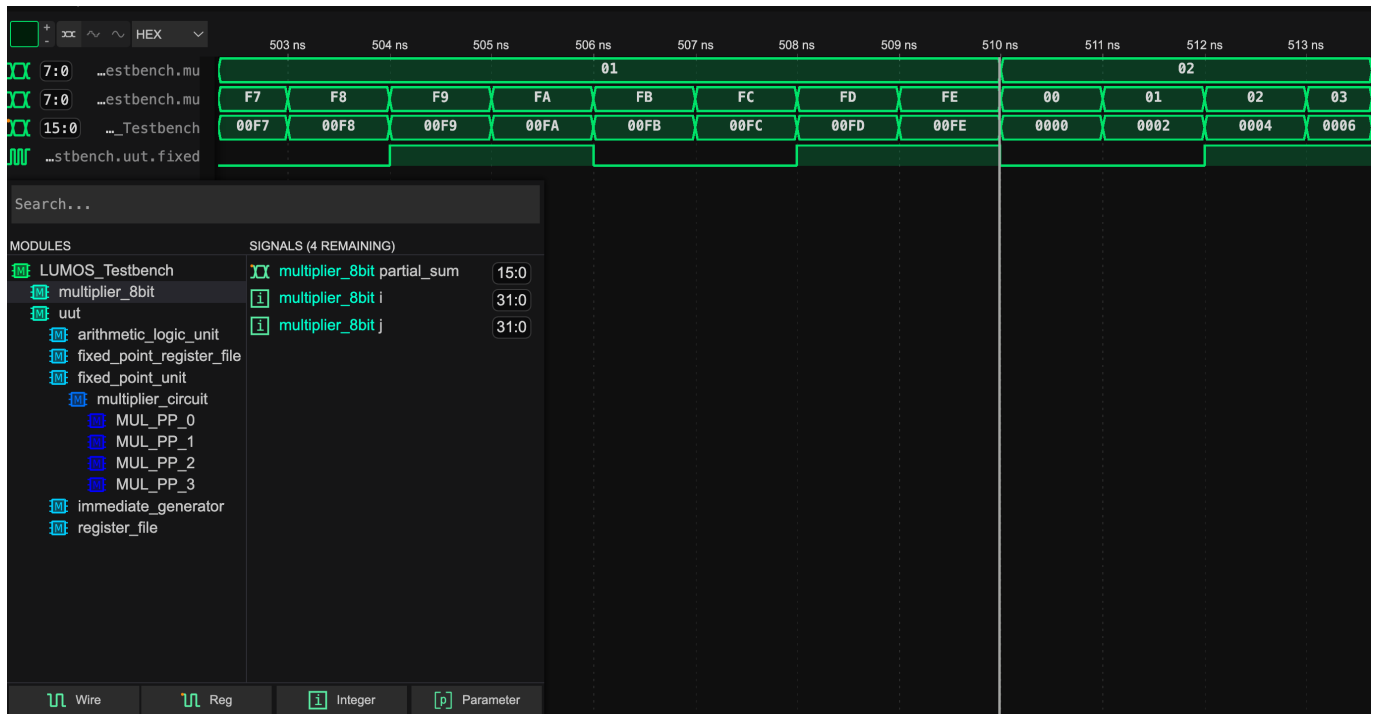 +
-
HEX
503 ns 504 ns 505 ns 506 ns 507 ns 508 ns 509 ns 510 ns 511 ns 512 ns 513 ns
7:0 …estbench.mu 01 02
7:0 …estbench.mu F7 F8 F9 FA FB FC FD FE 00 01 02 03
15:0 …_Testbench 00F7 00F8 00F9 00FA 00FB 00FC 00FD 00FE 0000 0002 0004 0006
…stbench.uut.fixed
Search...
MODULES SIGNALS (4 REMAINING)
M LUMOS_Testbench multiplier_8bit partial_sum 15:0
M multiplier_8bit i multiplier_8bit i 31:0
M uut i multiplier_8bit j 31:0
M arithmetic_logic_unit
M fixed_point_register_file
M fixed_point_unit
M multiplier_circuit
M MUL_PP_0
M MUL_PP_1
M MUL_PP_2
M MUL_PP_3
M immediate_generator
M register_file
Wire Reg i Integer [p] Parameter